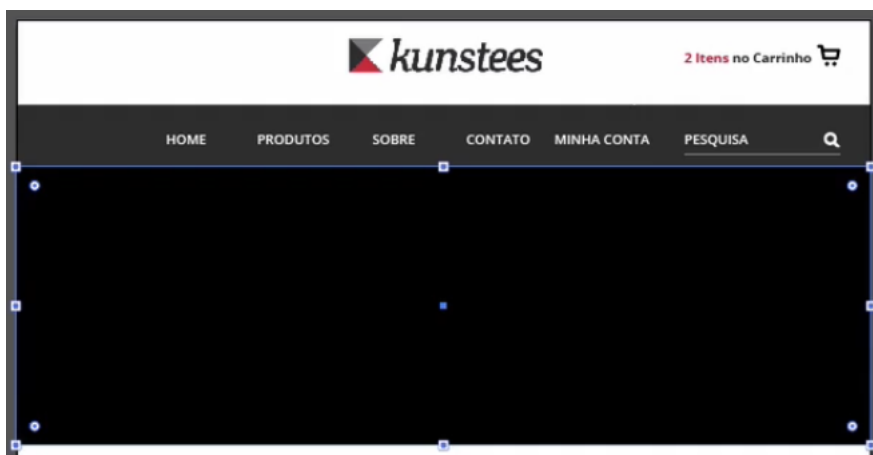 kunstees
2 Itens no Carrinho
HOME PRODUTOS SOBRE CONTATO MINHA CONTA PESQUISA